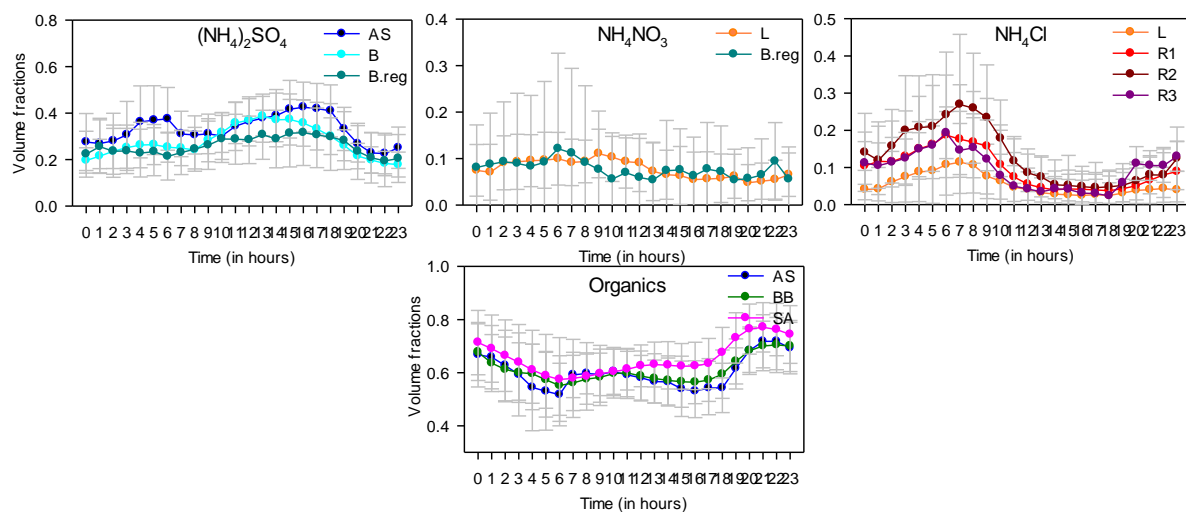 (NH4)2SO4
AS
B
B.reg
Volume fractions
0.8
0.6
0.4
0.2
0.0
0 1 2 3 4 5 6 7 8 9 10 11 12 13 14 15 16 17 18 19 20 21 22 23
Time (in hours)
NH4NO3
L
B.reg
0.4
0.3
0.2
0.1
0.0
0 1 2 3 4 5 6 7 8 9 10 11 12 13 14 15 16 17 18 19 20 21 22 23
Time (in hours)
NH4Cl
L
R1
R2
R3
0.5
0.4
0.3
0.2
0.1
0.0
0 1 2 3 4 5 6 7 8 9 10 11 12 13 14 15 16 17 18 19 20 21 22 23
Time (in hours)
Organics
AS
BB
SA
Volume fractions
1.0
0.8
0.6
0.4
0 1 2 3 4 5 6 7 8 9 10 11 12 13 14 15 16 17 18 19 20 21 22 23
Time (in hours)